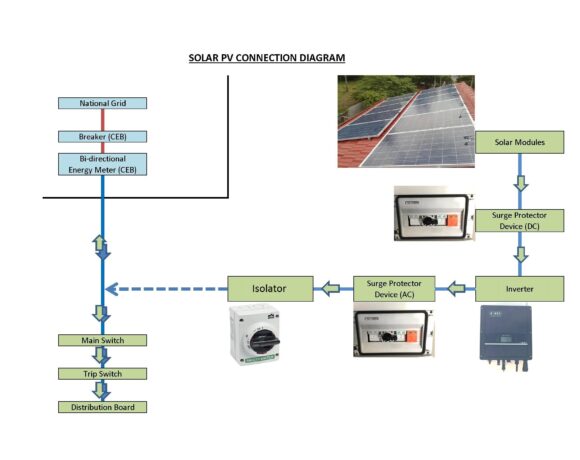 SOLAR PV CONNECTION DIAGRAM
National Grid
Breaker (CEB)
Bi-directional
Energy Meter (CEB)
Solar Modules
Surge Protector
Device (DC)
Isolator
Surge Protector
Device (AC)
Inverter
Main Switch
Trip Switch
Distribution Board